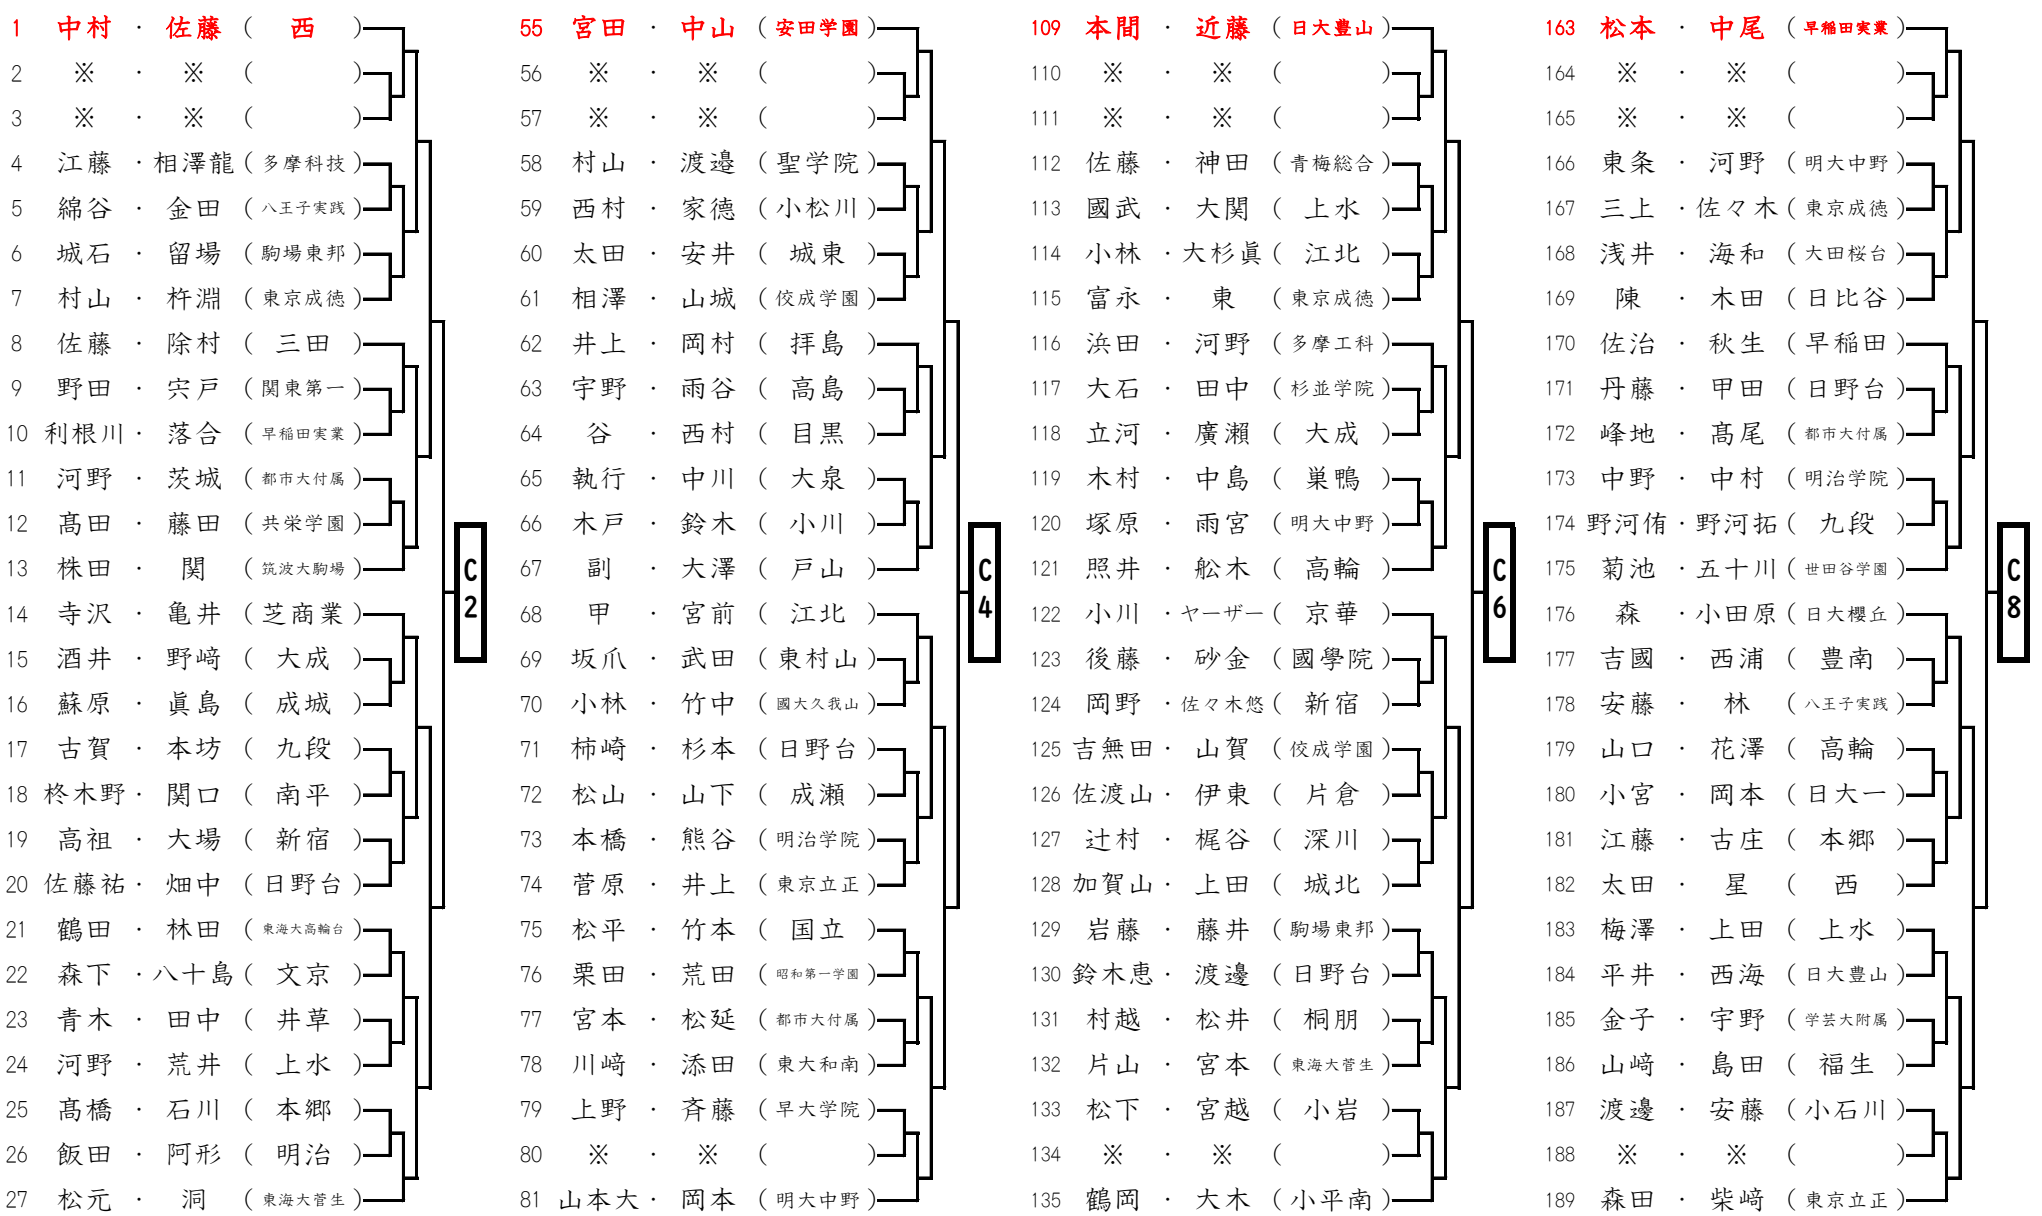 1 中村 ・ 佐藤 ( 西 )
2 ※ ・ ※ ( )
3 ※ ・ ※ ( )
4 江藤 ・ 相澤龍 ( 多摩科技 )
5 綿谷 ・ 金田 ( 八王子実践 )
6 城石 ・ 留場 ( 駒場東邦 )
7 村山 ・ 杵淵 ( 東京成徳 )
8 佐藤 ・ 除村 ( 三田 )
9 野田 ・ 宍戸 ( 関東第一 )
10 利根川 ・ 落合 ( 早稲田実業 )
11 河野 ・ 茨城 ( 都市大付属 )
12 髙田 ・ 藤田 ( 共栄学園 )
13 株田 ・ 関 ( 筑波大駒場 )
14 寺沢 ・ 亀井 ( 芝商業 )
15 酒井 ・ 野﨑 ( 大成 )
16 蘇原 ・ 眞島 ( 成城 )
17 古賀 ・ 本坊 ( 九段 )
18 柊木野 ・ 関口 ( 南平 )
19 高祖 ・ 大場 ( 新宿 )
20 佐藤祐 ・ 畑中 ( 日野台 )
21 鶴田 ・ 林田 ( 東海大高輪台 )
22 森下 ・ 八十島 ( 文京 )
23 青木 ・ 田中 ( 井草 )
24 河野 ・ 荒井 ( 上水 )
25 髙橋 ・ 石川 ( 本郷 )
26 飯田 ・ 阿形 ( 明治 )
27 松元 ・ 洞 ( 東海大菅生 )
C2
55 宮田 ・ 中山 ( 安田学園 )
56 ※ ・ ※ ( )
57 ※ ・ ※ ( )
58 村山 ・ 渡邉 ( 聖学院 )
59 西村 ・ 家徳 ( 小松川 )
60 太田 ・ 安井 ( 城東 )
61 相澤 ・ 山城 ( 佼成学園 )
62 井上 ・ 岡村 ( 拝島 )
63 宇野 ・ 雨谷 ( 高島 )
64 谷 ・ 西村 ( 目黒 )
65 執行 ・ 中川 ( 大泉 )
66 木戸 ・ 鈴木 ( 小川 )
67 副 ・ 大澤 ( 戸山 )
68 甲 ・ 宮前 ( 江北 )
69 坂爪 ・ 武田 ( 東村山 )
70 小林 ・ 竹中 ( 國大久我山 )
71 柿崎 ・ 杉本 ( 日野台 )
72 松山 ・ 山下 ( 成瀬 )
73 本橋 ・ 熊谷 ( 明治学院 )
74 菅原 ・ 井上 ( 東京立正 )
75 松平 ・ 竹本 ( 国立 )
76 栗田 ・ 荒田 ( 昭和第一学園 )
77 宮本 ・ 松延 ( 都市大付属 )
78 川﨑 ・ 添田 ( 東大和南 )
79 上野 ・ 斉藤 ( 早大学院 )
80 ※ ・ ※ ( )
81 山本大 ・ 岡本 ( 明大中野 )
C4
109 本間 ・ 近藤 ( 日大豊山 )
110 ※ ・ ※ ( )
111 ※ ・ ※ ( )
112 佐藤 ・ 神田 ( 青梅総合 )
113 國武 ・ 大関 ( 上水 )
114 小林 ・ 大杉眞 ( 江北 )
115 富永 ・ 東 ( 東京成徳 )
116 浜田 ・ 河野 ( 多摩工科 )
117 大石 ・ 田中 ( 杉並学院 )
118 立河 ・ 廣瀬 ( 大成 )
119 木村 ・ 中島 ( 巣鴨 )
120 塚原 ・ 雨宮 ( 明大中野 )
121 照井 ・ 舩木 ( 高輪 )
122 小川 ・ ヤーザー ( 京華 )
123 後藤 ・ 砂金 ( 國學院 )
124 岡野 ・ 佐々木悠 ( 新宿 )
125 吉無田 ・ 山賀 ( 佼成学園 )
126 佐渡山 ・ 伊東 ( 片倉 )
127 辻村 ・ 梶谷 ( 深川 )
128 加賀山 ・ 上田 ( 城北 )
129 岩藤 ・ 藤井 ( 駒場東邦 )
130 鈴木恵 ・ 渡邊 ( 日野台 )
131 村越 ・ 松井 ( 桐朋 )
132 片山 ・ 宮本 ( 東海大菅生 )
133 松下 ・ 宮越 ( 小岩 )
134 ※ ・ ※ ( )
135 鶴岡 ・ 大木 ( 小平南 )
C6
163 松本 ・ 中尾 ( 早稲田実業 )
164 ※ ・ ※ ( )
165 ※ ・ ※ ( )
166 東条 ・ 河野 ( 明大中野 )
167 三上 ・ 佐々木 ( 東京成徳 )
168 浅井 ・ 海和 ( 大田桜台 )
169 陳 ・ 木田 ( 日比谷 )
170 佐治 ・ 秋生 ( 早稲田 )
171 丹藤 ・ 甲田 ( 日野台 )
172 峰地 ・ 髙尾 ( 都市大付属 )
173 中野 ・ 中村 ( 明治学院 )
174 野河侑 ・ 野河拓 ( 九段 )
175 菊池 ・ 五十川 ( 世田谷学園 )
176 森 ・ 小田原 ( 日大櫻丘 )
177 吉國 ・ 西浦 ( 豊南 )
178 安藤 ・ 林 ( 八王子実践 )
179 山口 ・ 花澤 ( 高輪 )
180 小宮 ・ 岡本 ( 日大一 )
181 江藤 ・ 古庄 ( 本郷 )
182 太田 ・ 星 ( 西 )
183 梅澤 ・ 上田 ( 上水 )
184 平井 ・ 西海 ( 日大豊山 )
185 金子 ・ 宇野 ( 学芸大附属 )
186 山﨑 ・ 島田 ( 福生 )
187 渡邊 ・ 安藤 ( 小石川 )
188 ※ ・ ※ ( )
189 森田 ・ 柴﨑 ( 東京立正 )
C8